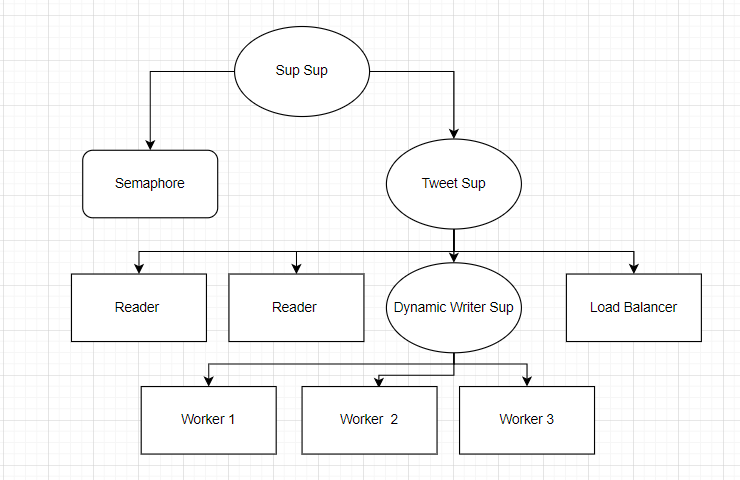 Sup Sup
Semaphore
Tweet Sup
Reader
Reader
Dynamic Writer Sup
Load Balancer
Worker 1
Worker  2
Worker 3